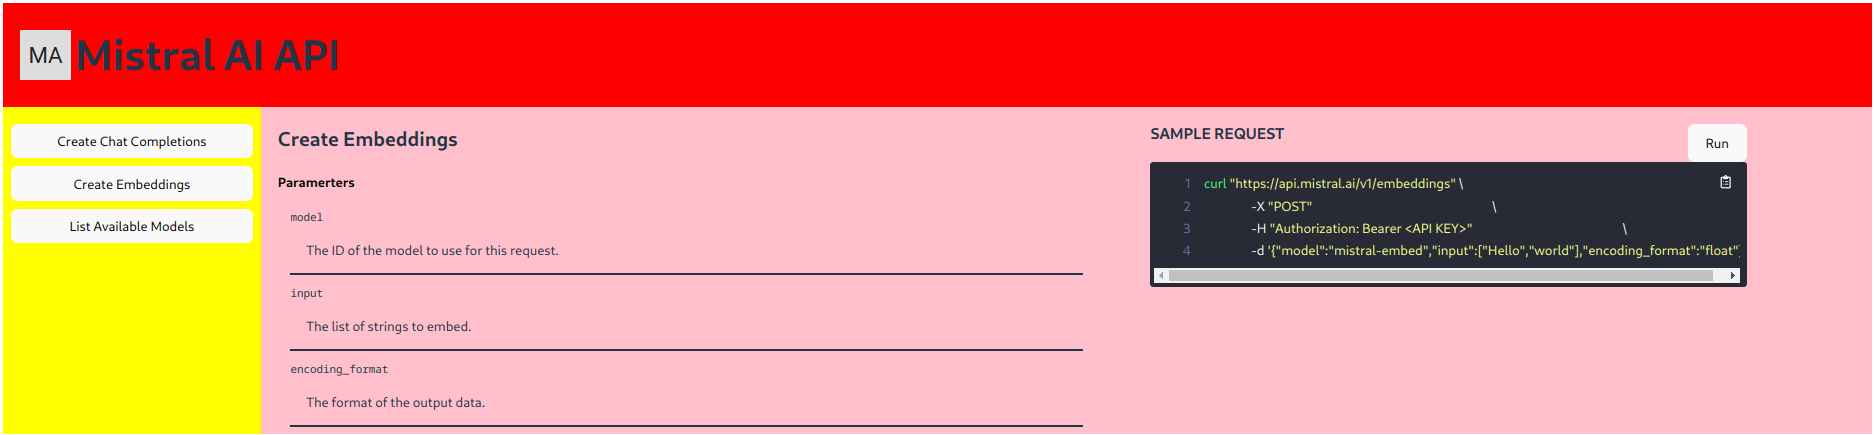 MA Mistral AI API
Create Chat Completions
Create Embeddings
List Available Models
Create Embeddings
Paramerters
model
The ID of the model to use for this request.
input
The list of strings to embed.
encoding_format
The format of the output data.
SAMPLE REQUEST
Run
1 curl "https://api.mistral.ai/v1/embeddings" \
2 -X "POST" \
3 -H "Authorization: Bearer <API KEY>" \
4 -d '{"model":"mistral-embed","input":["Hello","world"],"encoding_format":"float"